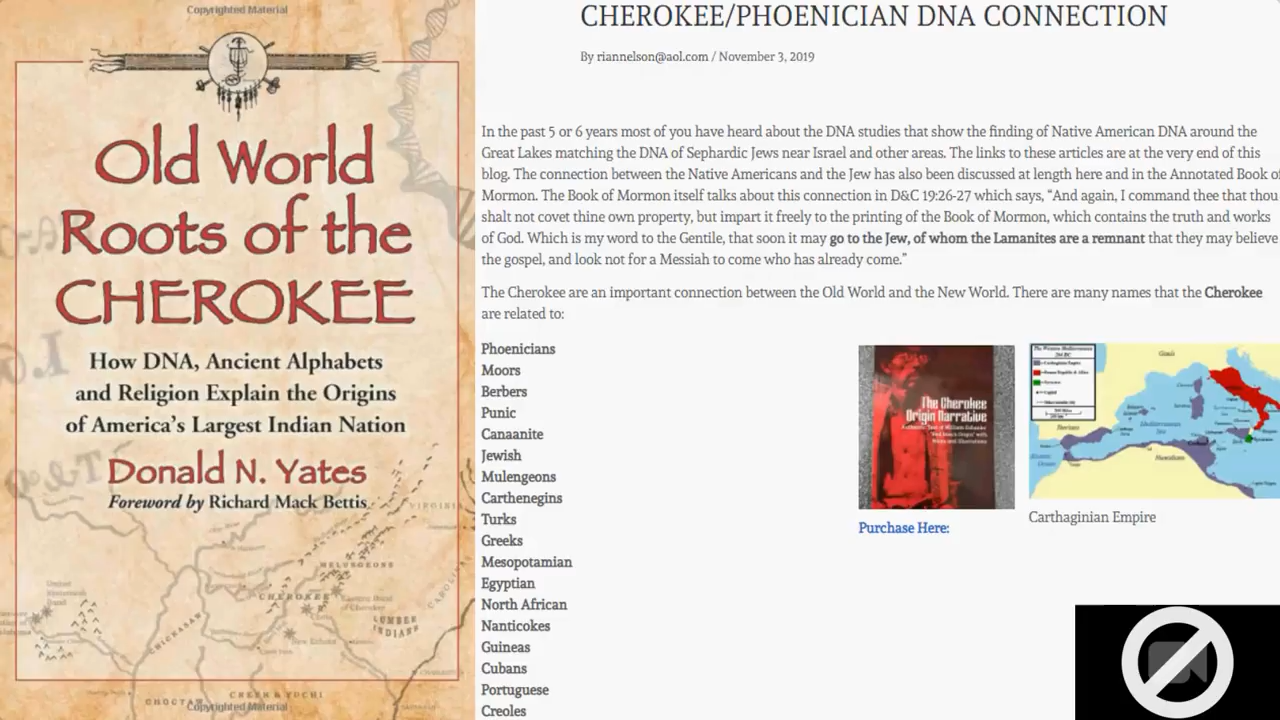 Copyrighted Material
Old World
Roots of the
CHEROKEE
How DNA, Ancient Alphabets
and Religion Explain the Origins
of America's Largest Indian Nation
Donald N. Yates
Foreword by Richard Mack Bettis
VIRGINIA
MELUNGEONS
CHEROKEE
CAROLINAS
LUMBEE
INDIANS
CHICKASAW
CHOCTAW
CREEK & YUCHI
Copyrighted Material
CHEROKEE/PHOENICIAN DNA CONNECTION
By riannelson@aol.com / November 3, 2019
In the past 5 or 6 years most of you have heard about the DNA studies that show the finding of Native American DNA around the
Great Lakes matching the DNA of Sephardic Jews near Israel and other areas. The links to these articles are at the very end of this
blog. The connection between the Native Americans and the Jew has also been discussed at length here and in the Annotated Book of
Mormon. The Book of Mormon itself talks about this connection in D&C 19:26-27 which says, “And again, I command thee that thou
shalt not covet thine own property, but impart it freely to the printing of the Book of Mormon, which contains the truth and works
of God. Which is my word to the Gentile, that soon it may go to the Jew, of whom the Lamanites are a remnant that they may believe
the gospel, and look not for a Messiah to come who has already come.”
The Cherokee are an important connection between the Old World and the New World. There are many names that the Cherokee
are related to:
Phoenicians
Moors
Berbers
Punic
Canaanite
Jewish
Mulengeons
Carthenegins
Turks
Greeks
Mesopotamian
Egyptian
North African
Nanticokes
Guineas
Cubans
Portuguese
Creoles
The Cherokee
Origin Narrative
Purchase Here:
Carthaginian Empire